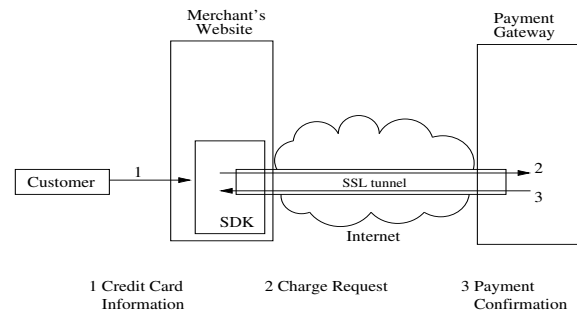 Merchant's
Website
Payment
Gateway
Customer
1
2
SSL tunnel
3
SDK
Internet
1 Credit Card
Information
2 Charge Request
3 Payment
Confirmation